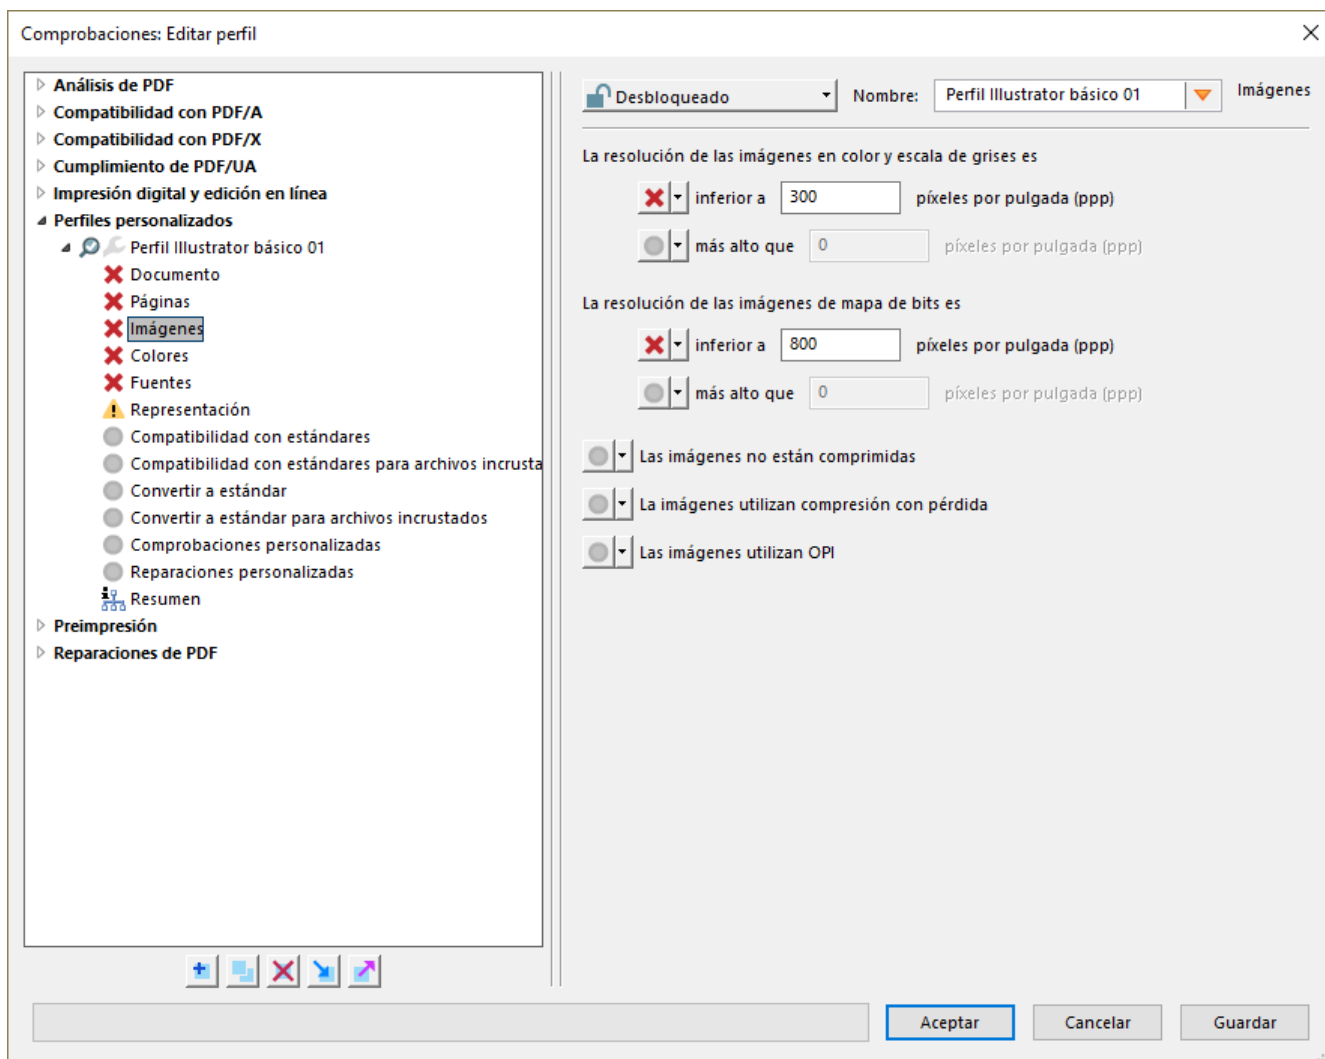 Comprobaciones: Editar perfil
Análisis de PDF
Compatibilidad con PDF/A
Compatibilidad con PDF/X
Cumplimiento de PDF/UA
Impresión digital y edición en línea
Perfiles personalizados
Perfil Illustrator básico 01
Documento
Páginas
Imágenes
Colores
Fuentes
Representación
Compatibilidad con estándares
Compatibilidad con estándares para archivos incrusta
Convertir a estándar
Convertir a estándar para archivos incrustados
Comprobaciones personalizadas
Reparaciones personalizadas
Resumen
Preimpresión
Reparaciones de PDF
Desbloqueado Nombre: Perfil Illustrator básico 01 Imágenes
La resolución de las imágenes en color y escala de grises es
inferior a 300 píxeles por pulgada (ppp)
más alto que 0 píxeles por pulgada (ppp)
La resolución de las imágenes de mapa de bits es
inferior a 800 píxeles por pulgada (ppp)
más alto que 0 píxeles por pulgada (ppp)
Las imágenes no están comprimidas
La imágenes utilizan compresión con pérdida
Las imágenes utilizan OPI
Aceptar Cancelar Guardar